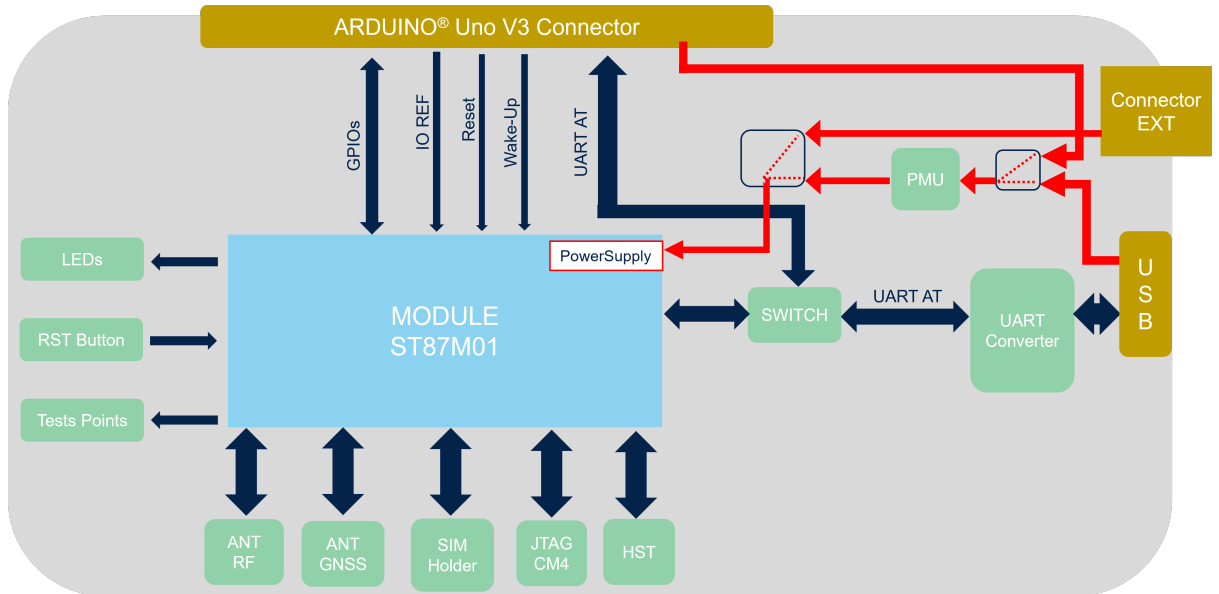 ARDUINO® Uno V3 Connector
Connector
EXT
GPIOs
IO REF
Reset
Wake-Up
UART AT
PMU
LEDs
PowerSupply
U
S
B
MODULE
ST87M01
SWITCH
UART AT
UART
Converter
RST Button
Tests Points
ANT
RF
ANT
GNSS
SIM
Holder
JTAG
CM4
HST